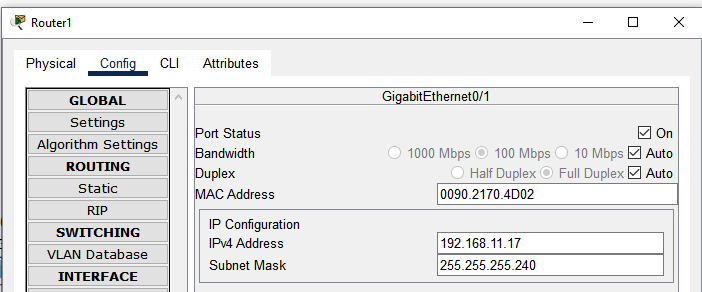 Router1
Physical Config CLI Attributes
GLOBAL
Settings
Algorithm Settings
ROUTING
Static
RIP
SWITCHING
VLAN Database
INTERFACE
GigabitEthernet0/1
Port Status On
Bandwidth 1000 Mbps 100 Mbps 10 Mbps Auto
Duplex Half Duplex Full Duplex Auto
MAC Address 0090.2170.4D02
IP Configuration
IPv4 Address 192.168.11.17
Subnet Mask 255.255.255.240